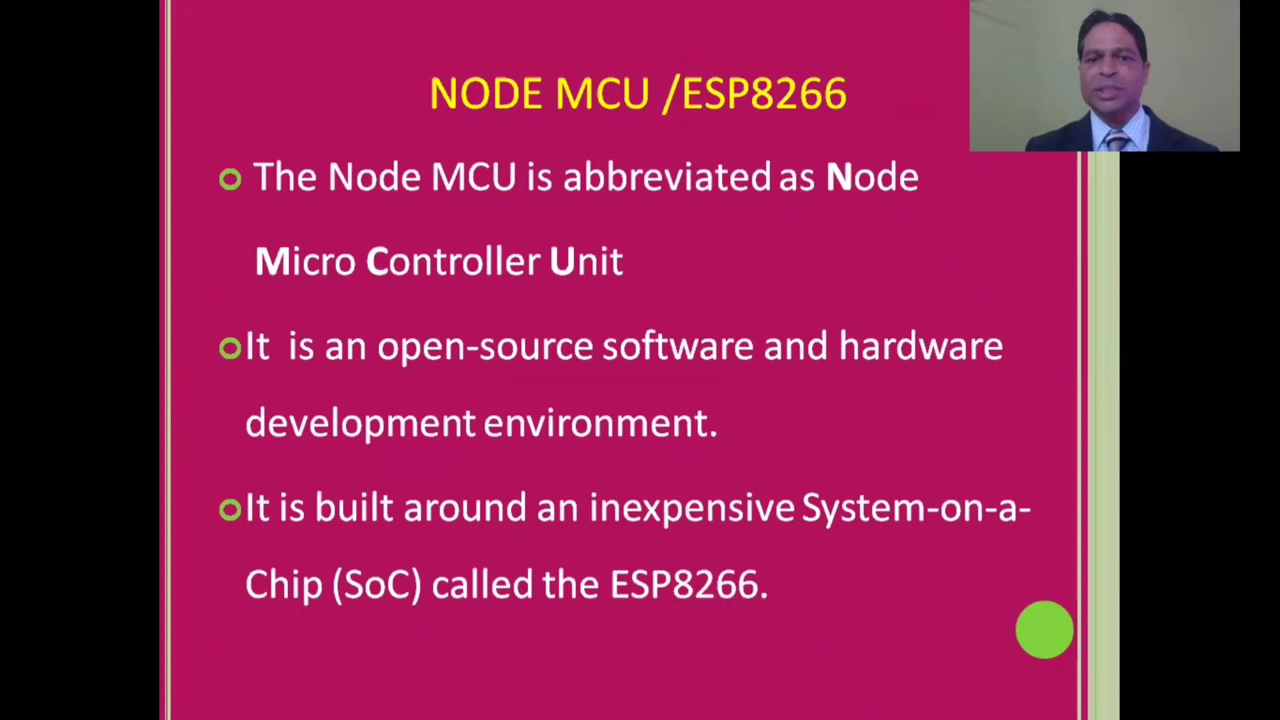 NODE MCU /ESP8266
The Node MCU is abbreviated as Node
Micro Controller Unit
It is an open-source software and hardware
development environment.
It is built around an inexpensive System-on-a-
Chip (SoC) called the ESP8266.